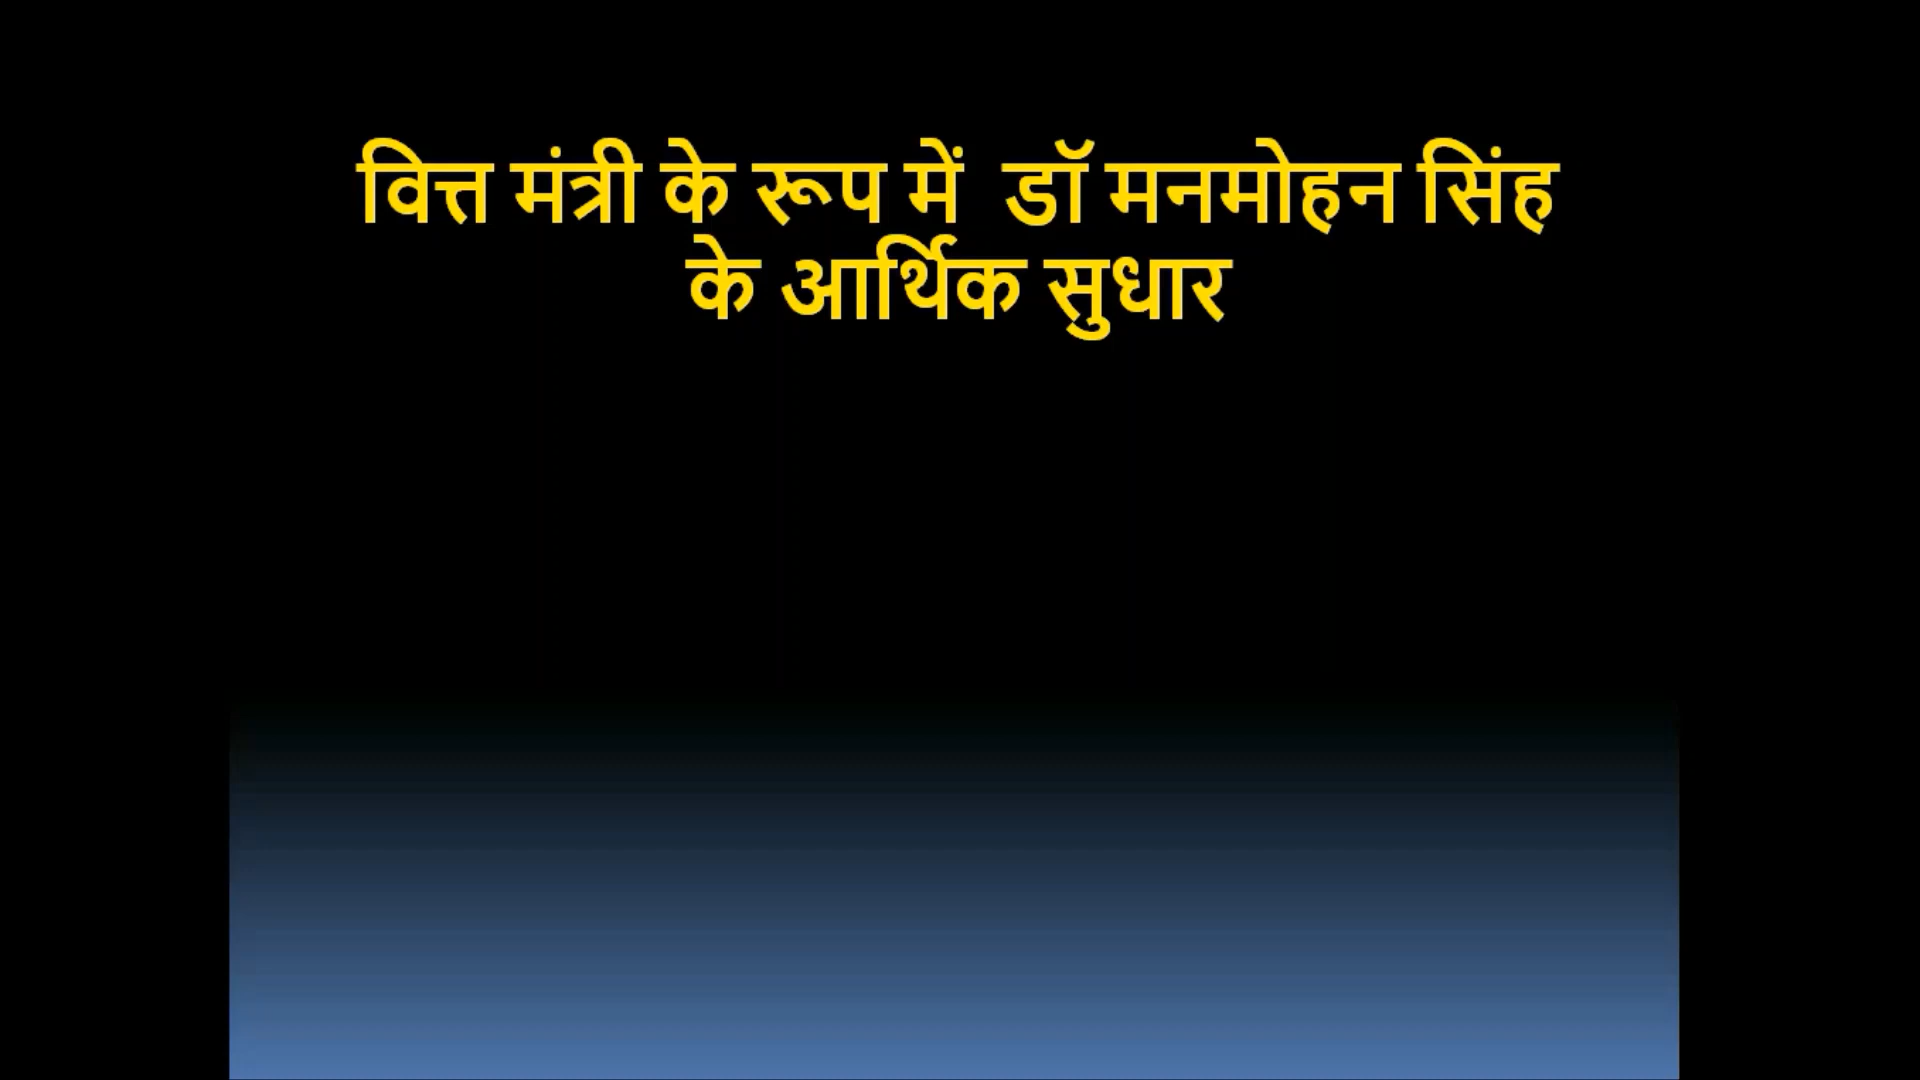 वित्त मंत्री के रूप में डॉ मनमोहन सिंह
के आर्थिक सुधार